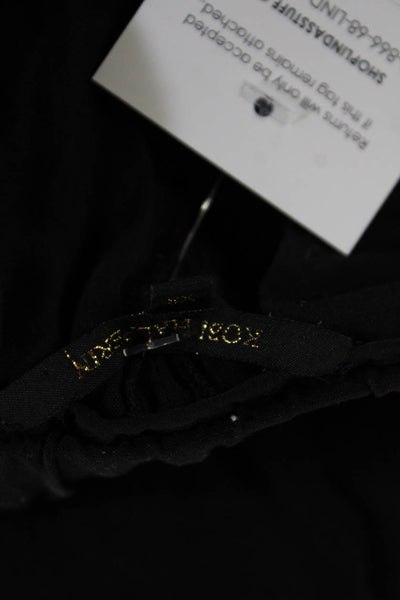 Returns will only be accepted
if this tag remains attached.
SHOPLINDASSTUFF.C
866-68-LIND
KOBI HALPERIN